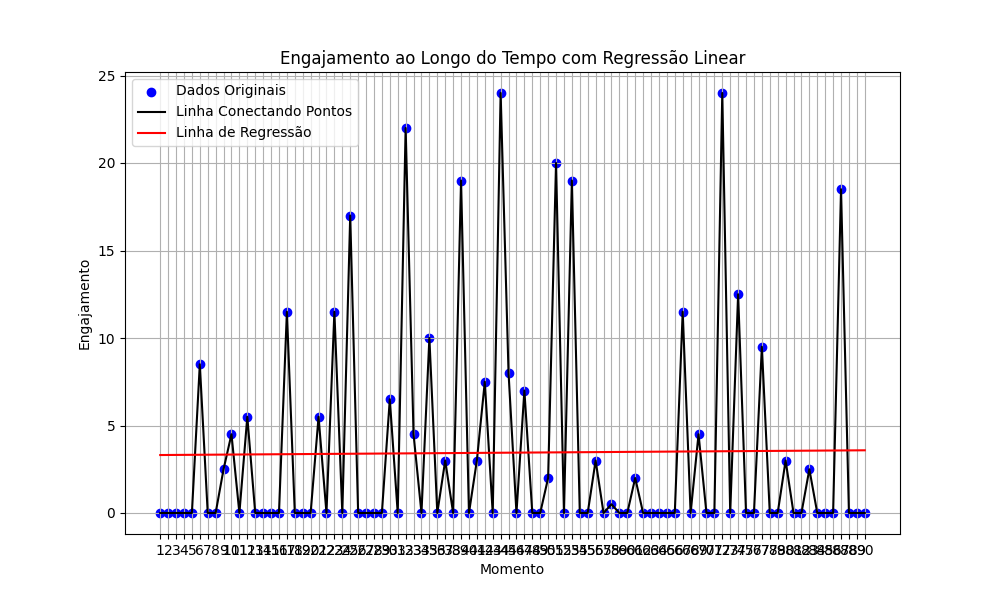 Engajamento ao Longo do Tempo com Regressão Linear
Dados Originais
Linha Conectando Pontos
Linha de Regressão
25
20
15
10
5
0
Engajamento
Momento